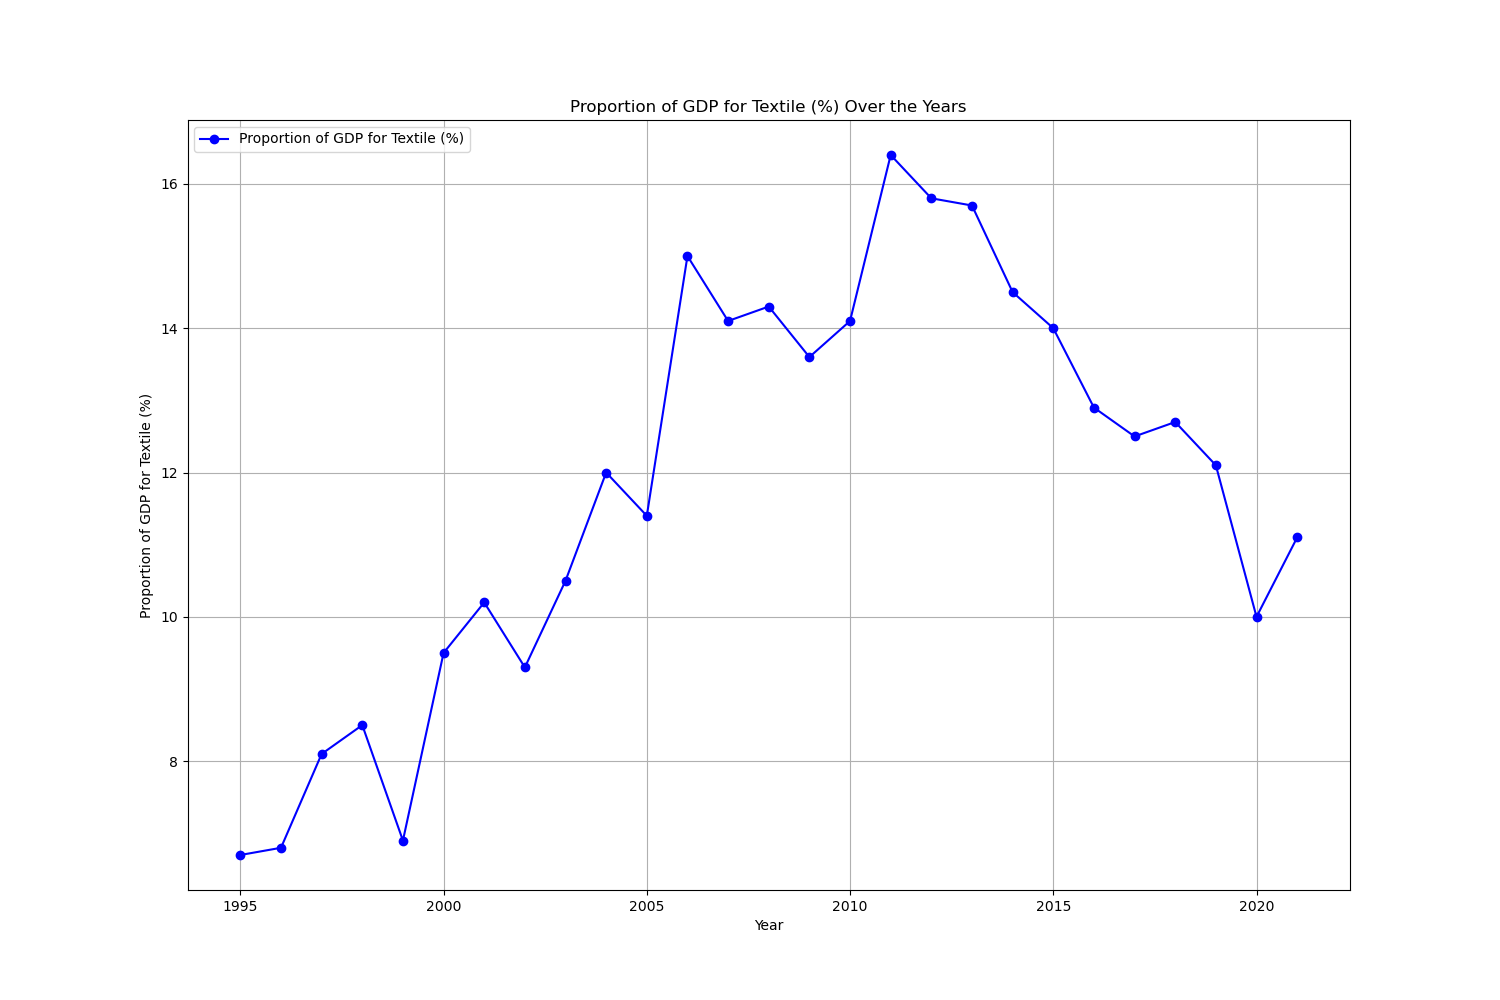 Proportion of GDP for Textile (%) Over the Years
Proportion of GDP for Textile (%)
Proportion of GDP for Textile (%)
16
14
12
10
8
1995 2000 2005 2010 2015 2020
Year